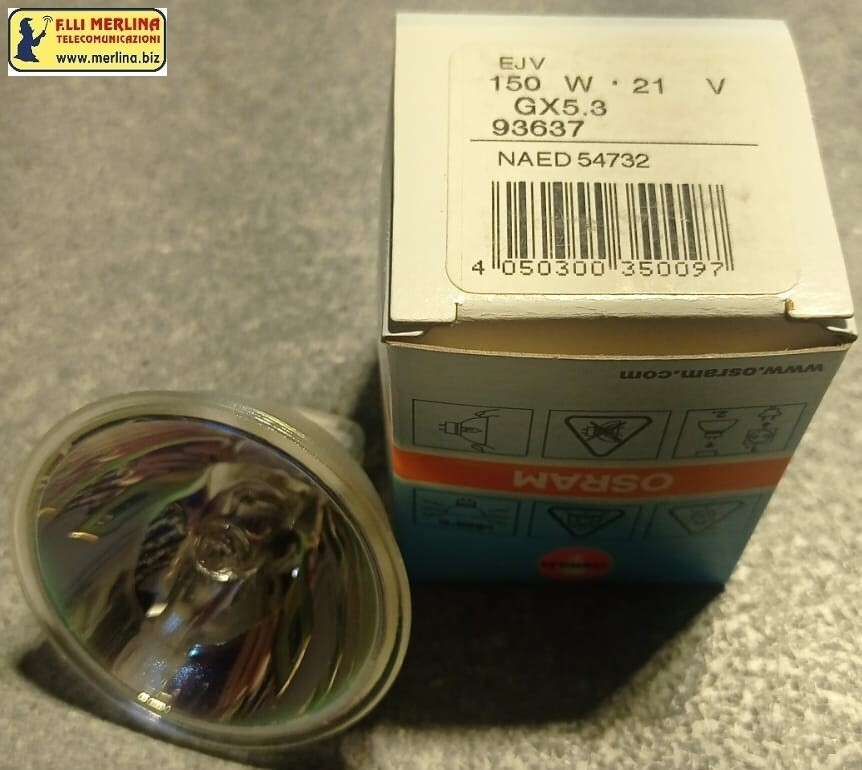 F.LLI MERLINA
TELECOMUNICAZIONI
www.merlina.biz
EJV
150 W · 21 V
GX5.3
93637
NAED 54732
4 050300 350097
www.osram.com
OSRAM